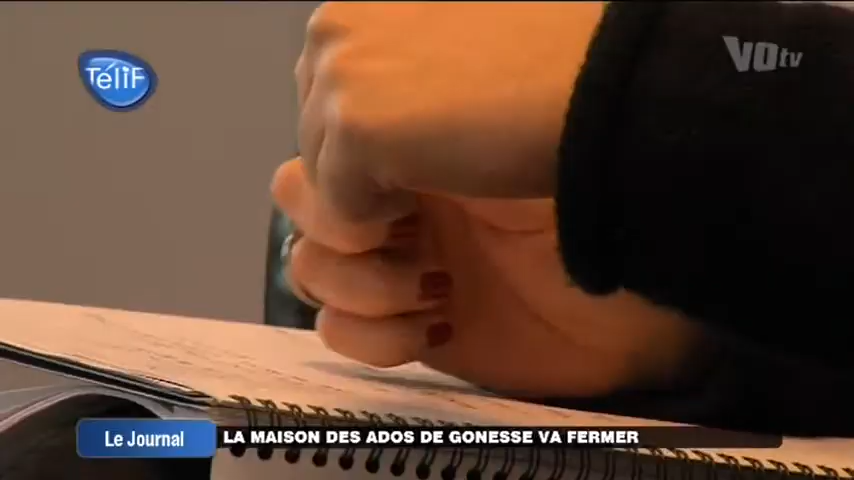 TéliF
VOtv
Le Journal
LA MAISON DES ADOS DE GONESSE VA FERMER